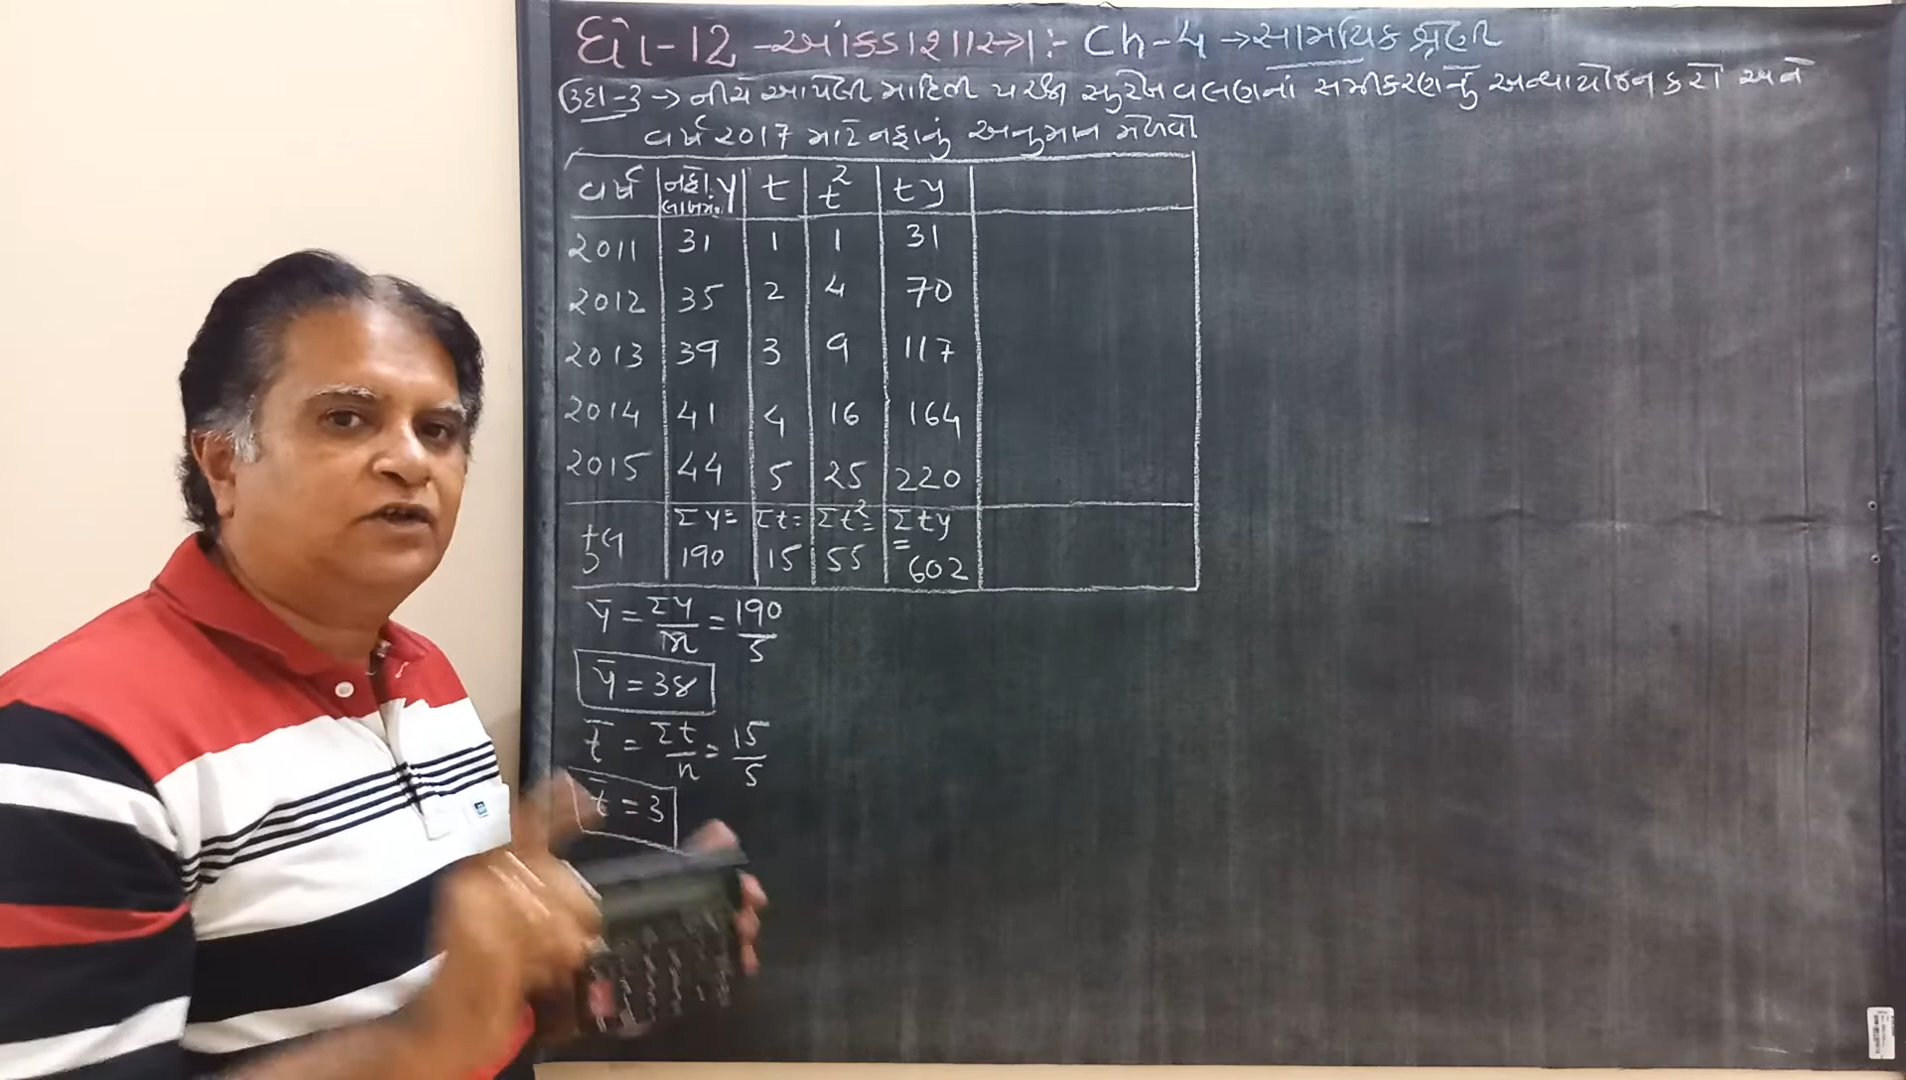 ધો-12 - આંકડાશાસ્ત્ર :- Ch-4 → સામયિક શ્રેણી
ઉદા-3 → નીચે આપેલી માહિતી પરથી સુરેખ વલણનાં સમીકરણનું અન્વાયોજન કરો અને
વર્ષ 2017 માટે નફાનું અનુમાન મેળવો
વર્ષ નફો y લાખ રૂ. t t² ty
2011 31 1 1 31
2012 35 2 4 70
2013 39 3 9 117
2014 41 4 16 164
2015 44 5 25 220
કુલ Σy= 190 Σt= 15 Σt²= 55 Σty = 602
ȳ = Σy/n = 190/5
ȳ = 38
t̄ = Σt/n = 15/5
t̄ = 3